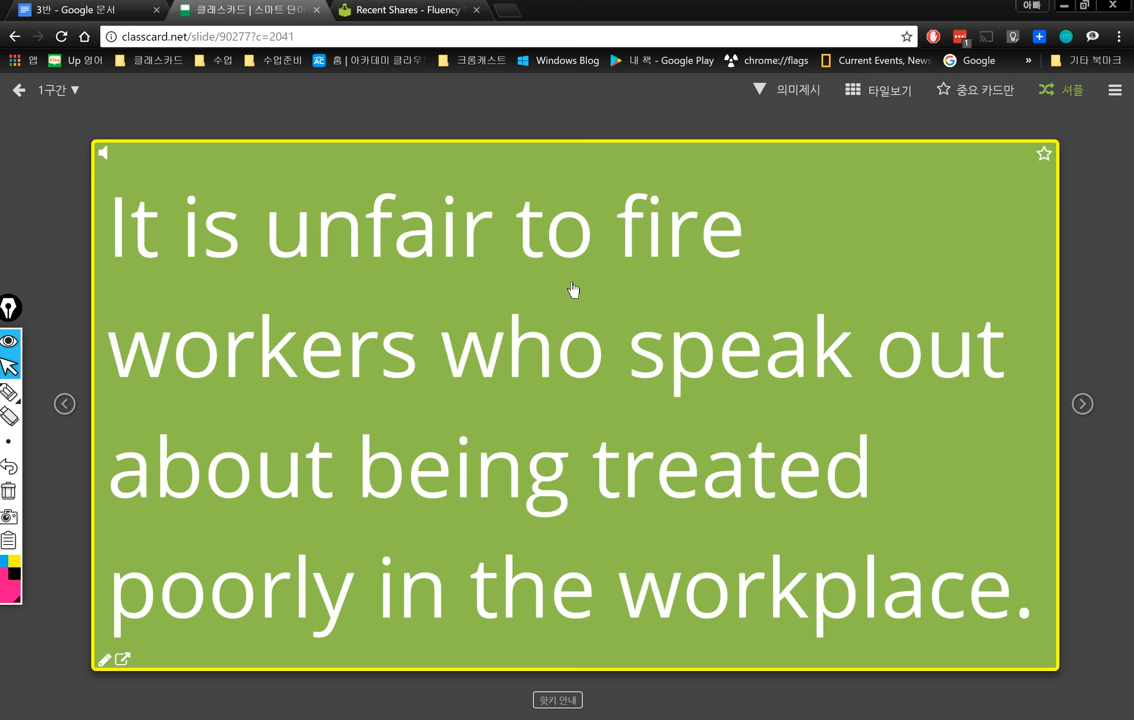 3반 - Google 문서
클래스카드 | 스마트 단어
Recent Shares - Fluency
아빠
classcard.net/slide/90277?c=2041
1
앱
Up 영어
클래스카드
수업
수업준비
AC
홈 | 아카데미 클라우
크롬캐스트
Windows Blog
내 책 - Google Play
chrome://flags
Current Events, News
Google
»
기타 북마크
1구간 ▼
의미제시
타일보기
중요 카드만
셔플
It is unfair to fire
workers who speak out
about being treated
poorly in the workplace.
핫키 안내